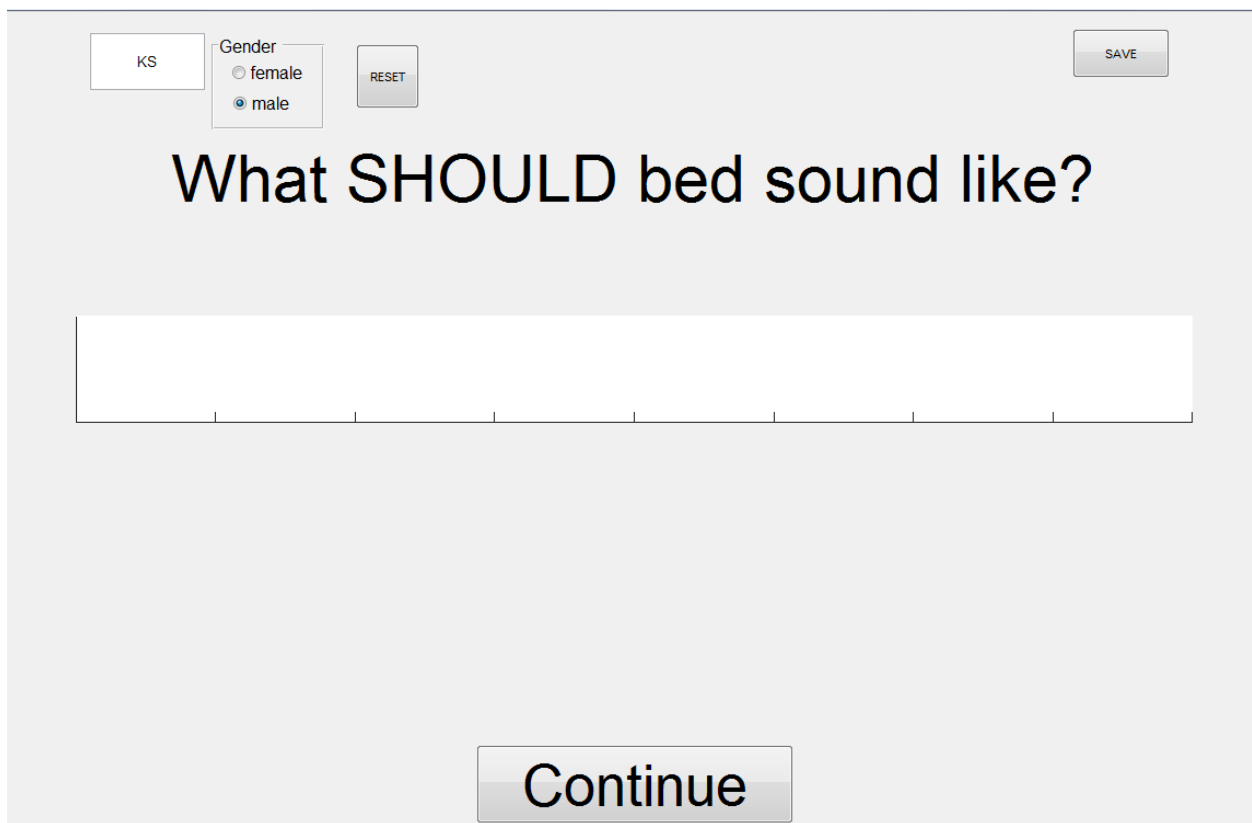 KS
Gender
female
male
RESET
SAVE
What SHOULD bed sound like?
Continue